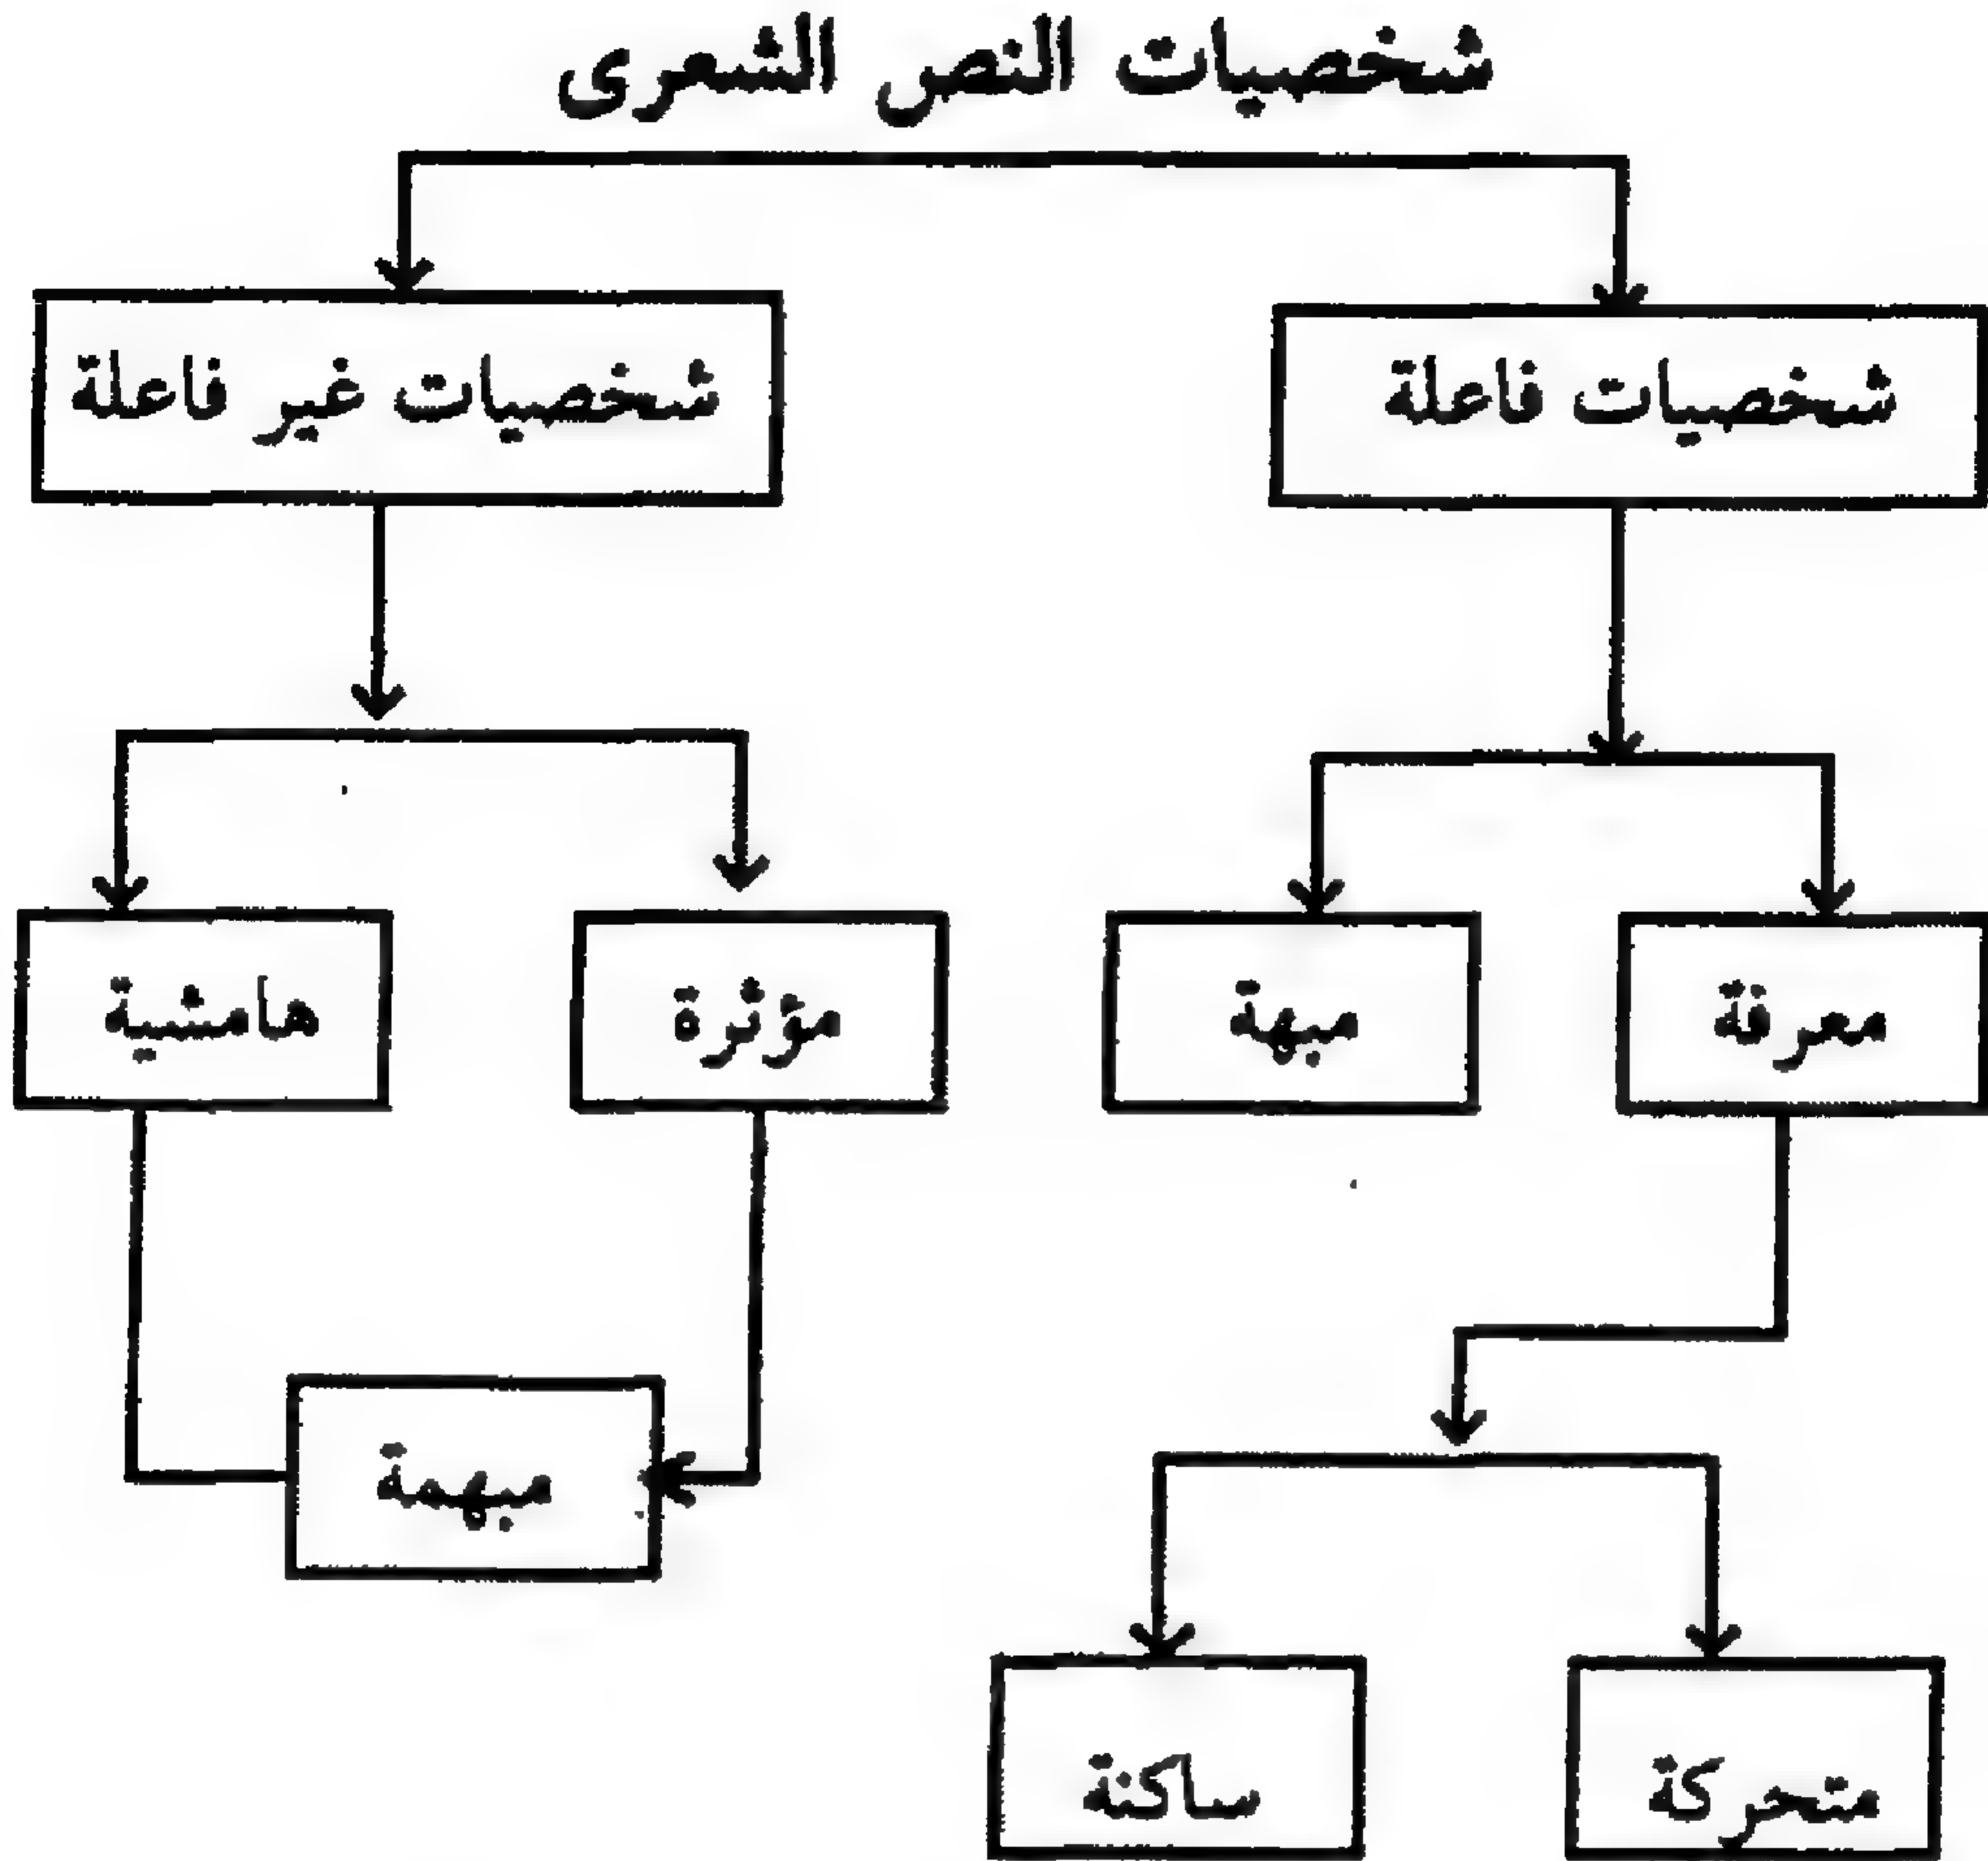 شخصيات النص الشعرى
شخصيات فاعلة
شخصيات غير فاعلة
معرفة
مبهة
مؤثرة
هامشية
مبهمة
متحركة
ساكنة